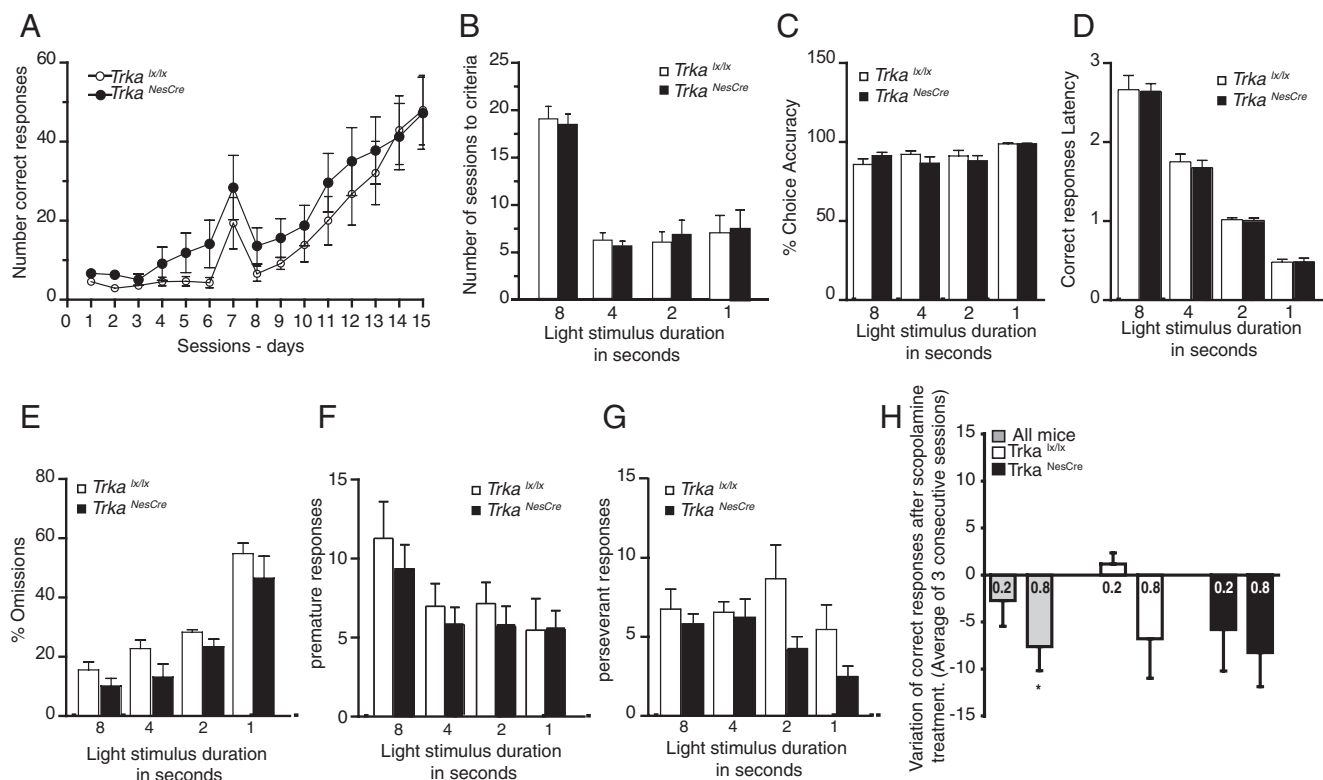 A
Number correct responses
60
40
20
0
Trka lx/lx
Trka NesCre
0 1 2 3 4 5 6 7 8 9 10 11 12 13 14 15
Sessions - days
B
Number of sessions to criteria
25
20
15
10
5
0
Trka lx/lx
Trka NesCre
8 4 2 1
Light stimulus duration
in seconds
C
% Choice Accuracy
150
100
50
0
Trka lx/lx
Trka NesCre
8 4 2 1
Light stimulus duration
in seconds
D
Correct responses Latency
3
2
1
0
Trka lx/lx
Trka NesCre
8 4 2 1
Light stimulus duration
in seconds
E
% Omissions
80
60
40
20
0
Trka lx/lx
Trka NesCre
8 4 2 1
Light stimulus duration
in seconds
F
premature responses
15
10
5
0
Trka lx/lx
Trka NesCre
8 4 2 1
Light stimulus duration
in seconds
G
perseverant responses
15
10
5
0
Trka lx/lx
Trka NesCre
8 4 2 1
Light stimulus duration
in seconds
H
Variation of correct responses after scopolamine
treatment. (Average of 3 consecutive sessions)
15
10
5
0
-5
-10
-15
All mice
Trka lx/lx
Trka NesCre
0.2 0.8 0.2 0.8 0.2 0.8
*